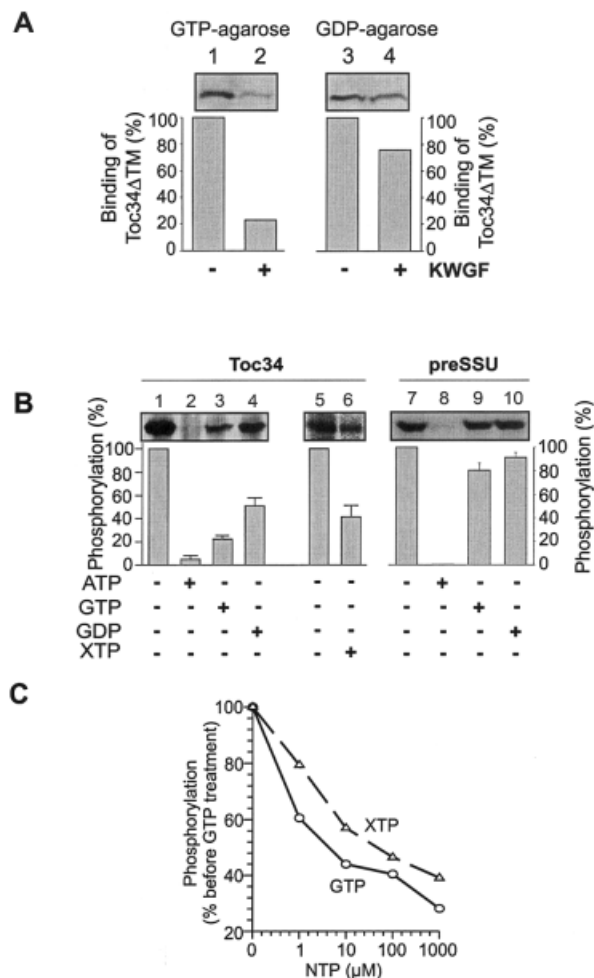 A
GTP-agarose GDP-agarose
1 2 3 4
Binding of Toc34ΔTM (%)
100
80
60
40
20
0
100
80
60
40
20
0
Binding of Toc34ΔTM (%)
- + - + KWGF
B
Toc34 preSSU
1 2 3 4 5 6 7 8 9 10
Phosphorylation (%)
100
80
60
40
20
0
100
80
60
40
20
0
Phosphorylation (%)
ATP - + - - - - - + - -
GTP - - + - - - - - + -
GDP - - - + - - - - - +
XTP - - - - - + - - - -
C
Phosphorylation
(% before GTP treatment)
100
80
60
40
20
XTP
GTP
0 1 10 100 1000
NTP (µM)